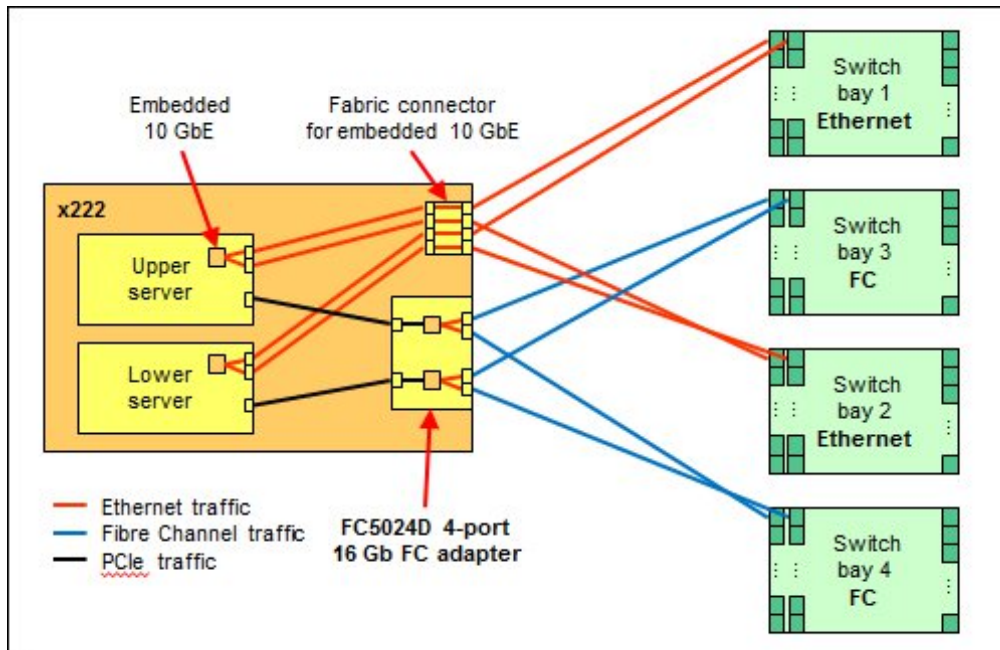 Embedded
10 GbE
Fabric connector
for embedded 10 GbE
Switch
bay 1
Ethernet
x222
Upper
server
Switch
bay 3
FC
Lower
server
Switch
bay 2
Ethernet
Ethernet traffic
Fibre Channel traffic
PCIe traffic
FC5024D 4-port
16 Gb FC adapter
Switch
bay 4
FC